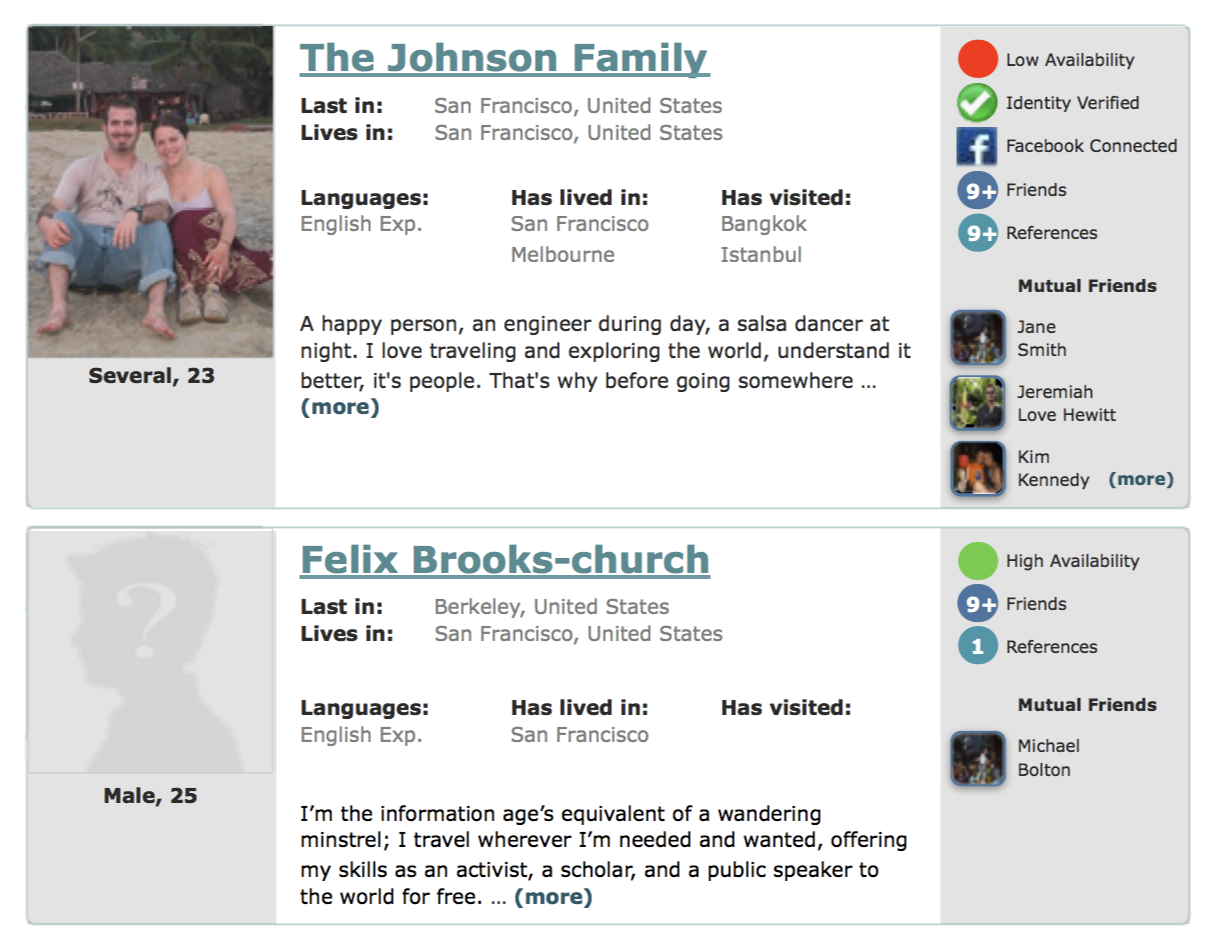 The Johnson Family
Last in: San Francisco, United States
Lives in: San Francisco, United States
Languages: Has lived in: Has visited:
English Exp. San Francisco Bangkok
Melbourne Istanbul
A happy person, an engineer during day, a salsa dancer at
night. I love traveling and exploring the world, understand it
better, it's people. That's why before going somewhere ...
(more)
Several, 23
Low Availability
Identity Verified
f Facebook Connected
9+ Friends
9+ References
Mutual Friends
Jane
Smith
Jeremiah
Love Hewitt
Kim
Kennedy (more)
Felix Brooks-church
Last in: Berkeley, United States
Lives in: San Francisco, United States
Languages: Has lived in: Has visited:
English Exp. San Francisco
I’m the information age’s equivalent of a wandering
minstrel; I travel wherever I’m needed and wanted, offering
my skills as an activist, a scholar, and a public speaker to
the world for free. ... (more)
?
Male, 25
High Availability
9+ Friends
1 References
Mutual Friends
Michael
Bolton